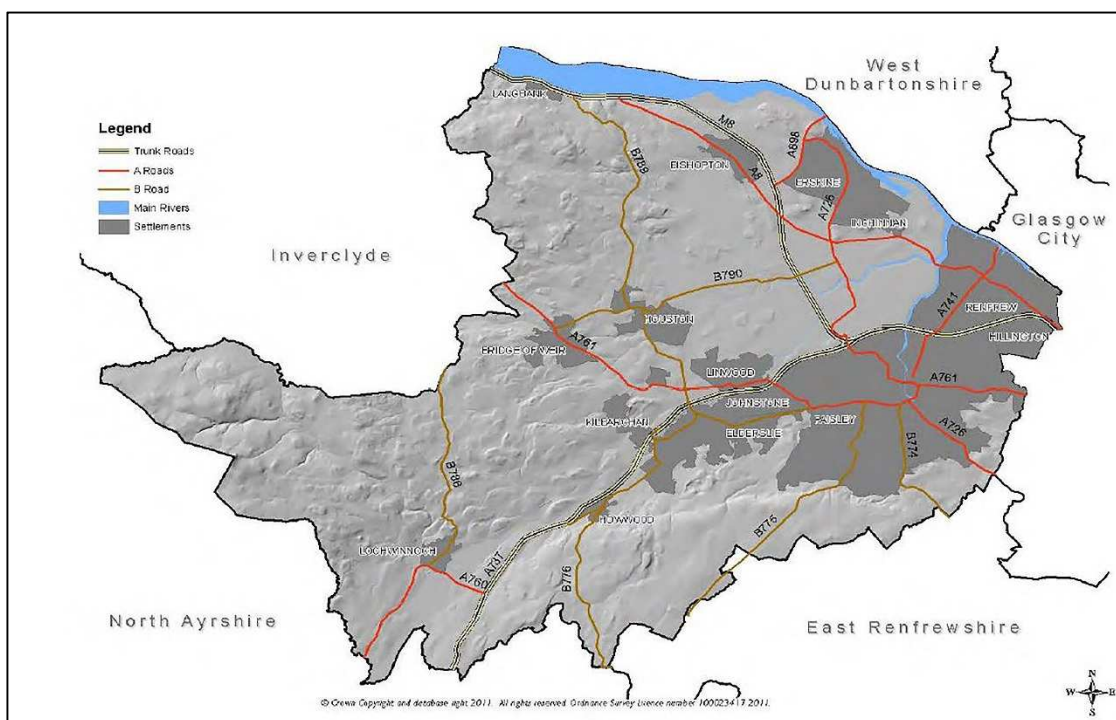 West
Dunbartonshire
LANGBANK
Legend
Trunk Roads
A Roads
B Road
Main Rivers
Settlements
M8
A898
B789
BISHOPTON
A8
ERSKINE
A726
INCHINNAN
Glasgow
City
Inverclyde
B790
A741
RENFREW
HOUSTON
HILLINGTON
A761
BRIDGE OF WEIR
LINWOOD
A761
JOHNSTONE
KILBARCHAN
ELDERSLIE
PAISLEY
A726
B774
B786
HOWWOOD
B775
LOCHWINNOCH
A737
A760
B776
North Ayrshire
East Renfrewshire
© Crown Copyright and database right 2011. All rights reserved. Ordnance Survey Licence number 100023417 2011.
N
W E
S